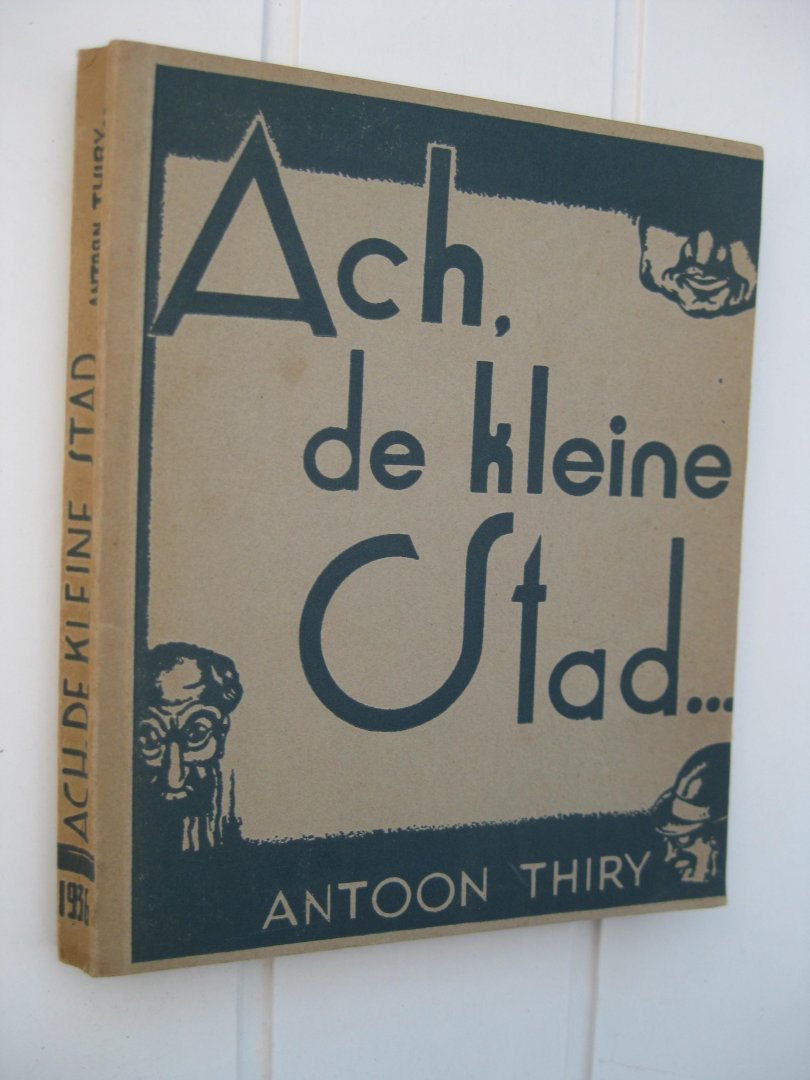 Ach,
de kleine
Stad...
ANTOON THIRY
1936 ACH, DE KLEINE STAD... ANTOON THIRY